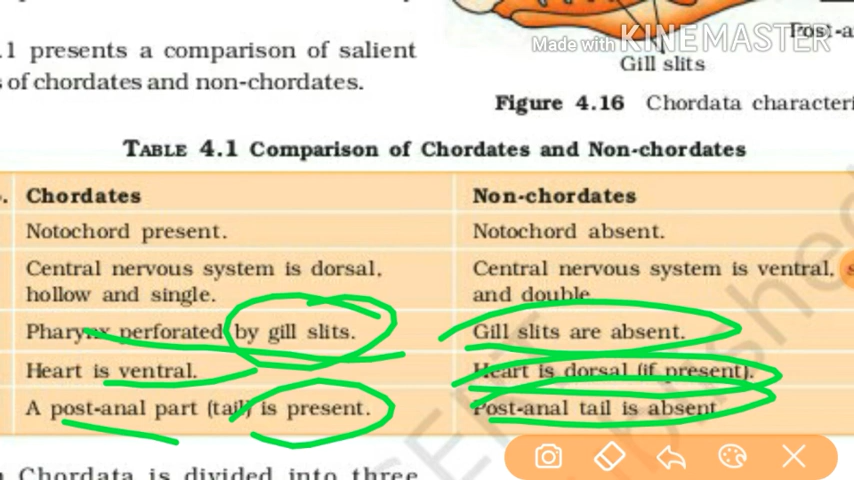 .1 presents a comparison of salient
s of chordates and non-chordates.
Made with KINEMASTER
Post-a
Gill slits
Figure 4.16 Chordata characteri
TABLE 4.1 Comparison of Chordates and Non-chordates
. Chordates Non-chordates
Notochord present. Notochord absent.
Central nervous system is dorsal, Central nervous system is ventral, s
hollow and single. and double
Pharynx perforated by gill slits. Gill slits are absent.
Heart is ventral. Heart is dorsal (if present).
A post-anal part (tail) is present. Post-anal tail is absent
Chordata is divided into three